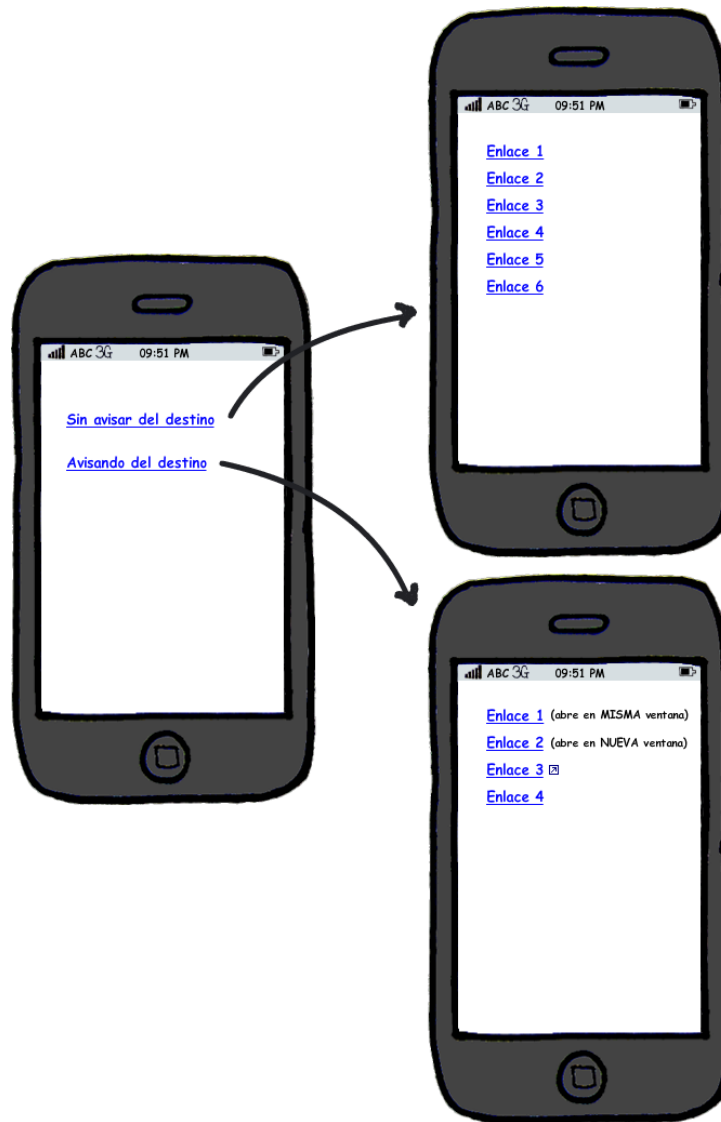 ABC 3G 09:51 PM
Sin avisar del destino
Avisando del destino
ABC 3G 09:51 PM
Enlace 1
Enlace 2
Enlace 3
Enlace 4
Enlace 5
Enlace 6
ABC 3G 09:51 PM
Enlace 1 (abre en MISMA ventana)
Enlace 2 (abre en NUEVA ventana)
Enlace 3
Enlace 4